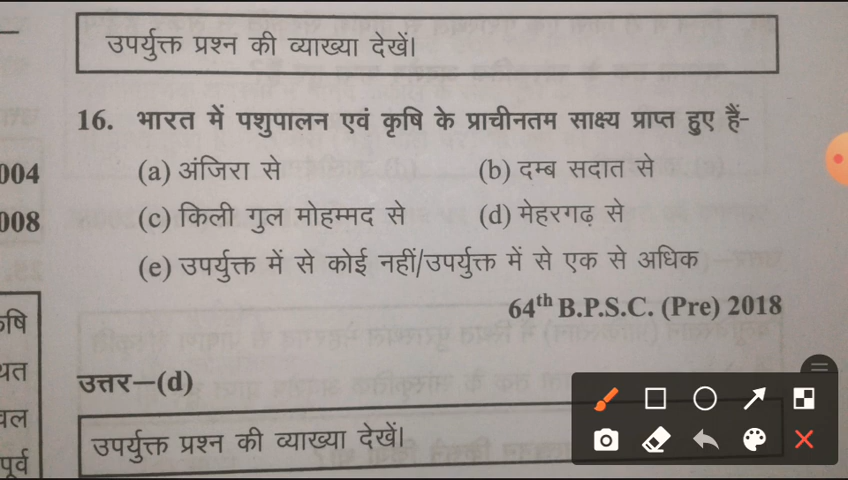 उपर्युक्त प्रश्न की व्याख्या देखें।
16. भारत में पशुपालन एवं कृषि के प्राचीनतम साक्ष्य प्राप्त हुए हैं-
004
(a) अंजिरा से (b) दम्ब सदात से
008
(c) किली गुल मोहम्मद से (d) मेहरगढ़ से
(e) उपर्युक्त में से कोई नहीं/उपर्युक्त में से एक से अधिक
64th B.P.S.C. (Pre) 2018
उत्तर–(d)
उपर्युक्त प्रश्न की व्याख्या देखें।